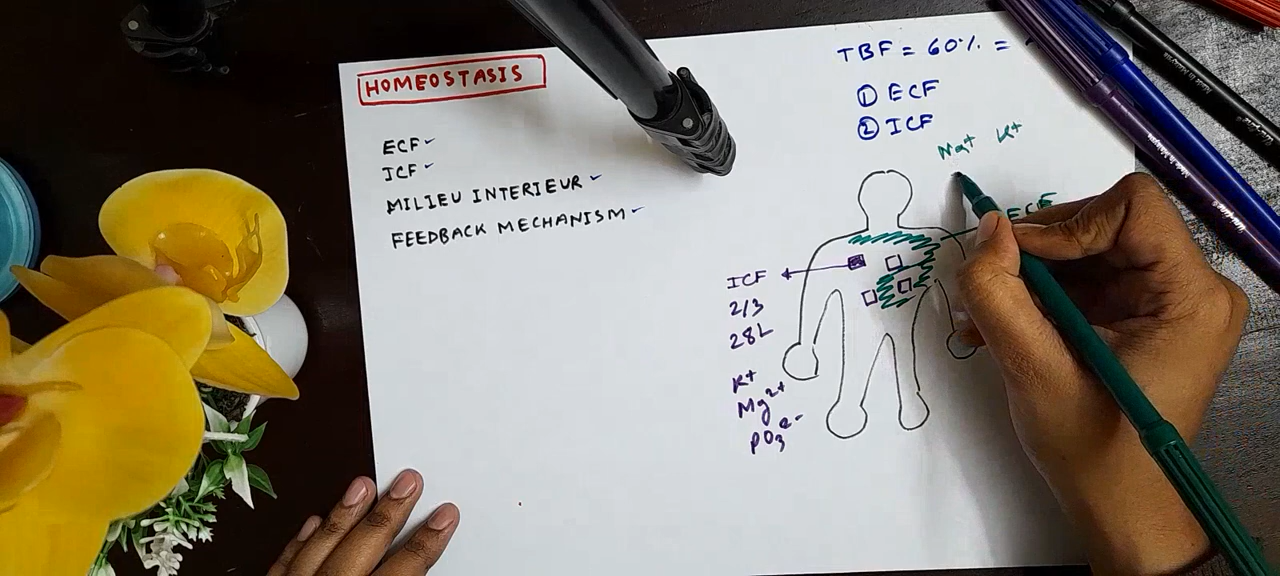 HOMEOSTASIS
ECF
ICF
MILIEU INTERIEUR
FEEDBACK MECHANISM
TBF = 60% =
① ECF
② ICF
Na+ K+
ECF
ICF
2/3
28L
K+
Mg2+
PO3 2-